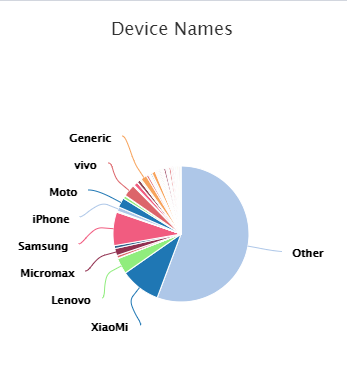 Device Names
Generic
vivo
Moto
iPhone
Samsung
Micromax
Lenovo
XiaoMi
Other